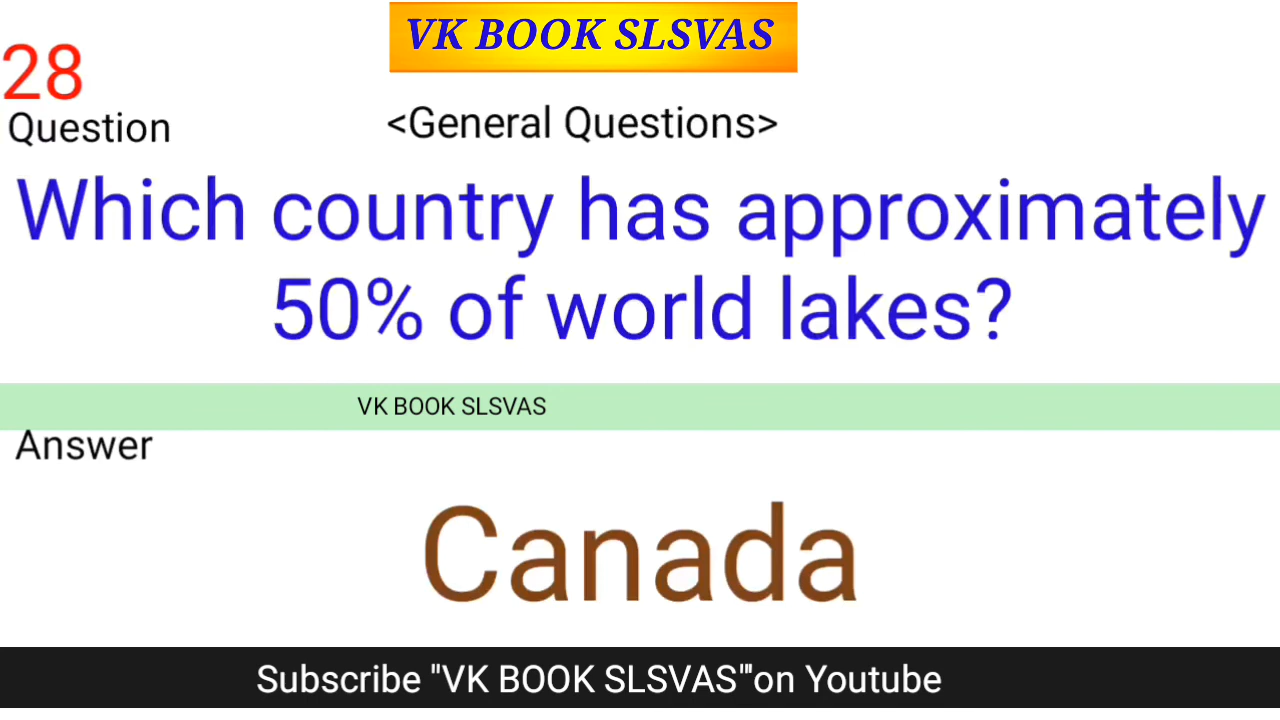 VK BOOK SLSVAS
28
Question
<General Questions>
Which country has approximately
50% of world lakes?
VK BOOK SLSVAS
Answer
Canada
Subscribe "VK BOOK SLSVAS'"on Youtube